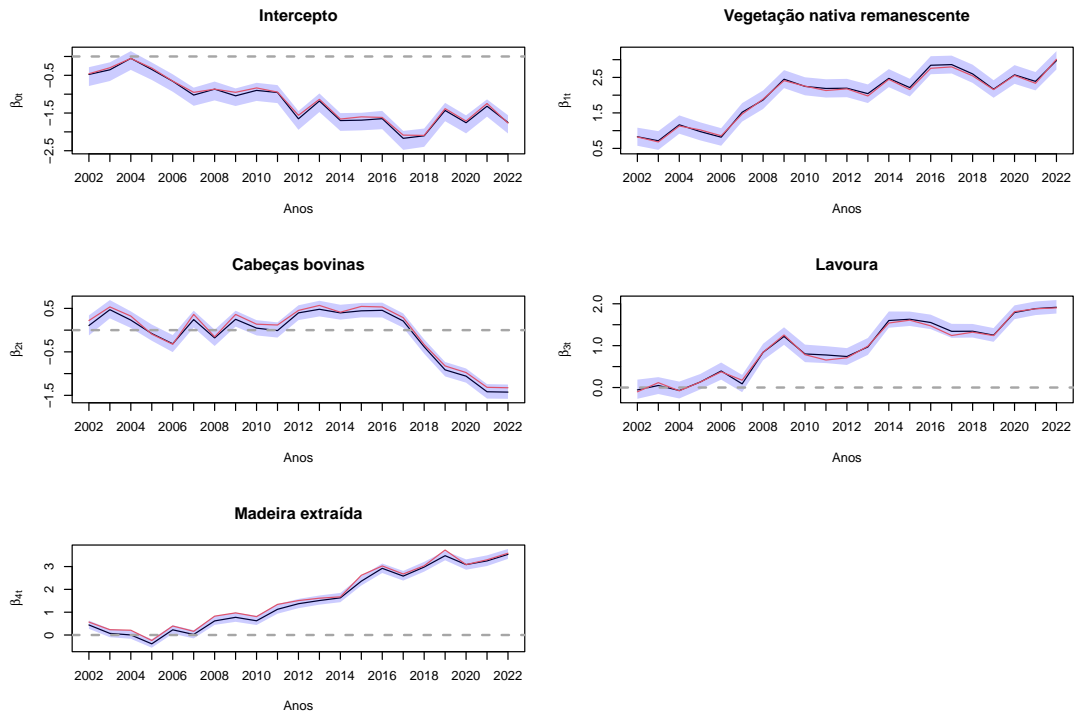 Intercepto
β0t
−0.5
−1.5
−2.5
2002 2004 2006 2008 2010 2012 2014 2016 2018 2020 2022
Anos
Vegetação nativa remanescente
β1t
2.5
1.5
0.5
2002 2004 2006 2008 2010 2012 2014 2016 2018 2020 2022
Anos
Cabeças bovinas
β2t
0.5
−0.5
−1.5
2002 2004 2006 2008 2010 2012 2014 2016 2018 2020 2022
Anos
Lavoura
β3t
2.0
1.0
0.0
2002 2004 2006 2008 2010 2012 2014 2016 2018 2020 2022
Anos
Madeira extraída
β4t
3
2
1
0
2002 2004 2006 2008 2010 2012 2014 2016 2018 2020 2022
Anos